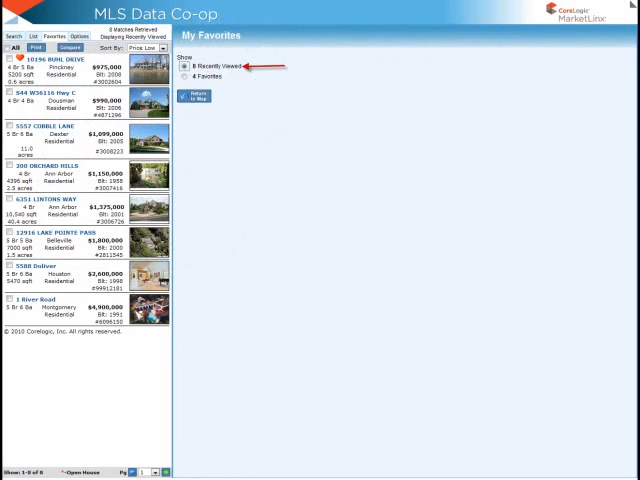 MLS Data Co-op
CoreLogic
MarketLinx
Search List Favorites Options
8 Matches Retrieved
Displaying Recently Viewed
All Print Compare Sort By: Price Low
My Favorites
Show
8 Recently Viewed
4 Favorites
Return
to Map
10196 BUHL DRIVE
4 Br 5 Ba Pinckney $975,000
5200 sqft Residential Blt: 2008
0.6 acres #3002604
S44 W36116 Hwy C
4 Br 4 Ba Dousman $990,000
Residential Blt: 2006
#4871296
5557 COBBLE LANE
5 Br 6 Ba Dexter $1,099,000
Residential Blt: 2005
11.0
acres #3008223
200 ORCHARD HILLS
4 Br Ann Arbor $1,150,000
4396 sqft Residential Blt: 1958
2.5 acres #3007416
6351 LINTONS WAY
4 Br Ann Arbor $1,375,000
10,540 sqft Residential Blt: 2001
40.4 acres #3006726
12916 LAKE POINTE PASS
5 Br 5 Ba Belleville $1,800,000
7000 sqft Residential Blt: 2000
1.5 acres #2811545
5588 Doliver
5 Br 6 Ba Houston $2,600,000
5470 sqft Residential Blt: 1998
#99912181
1 River Road
5 Br 6 Ba Montgomery $4,900,000
Residential Blt: 1991
#6096150
© 2010 Corelogic, Inc. All rights reserved.
Show: 1-8 of 8 *-Open House Pg 1